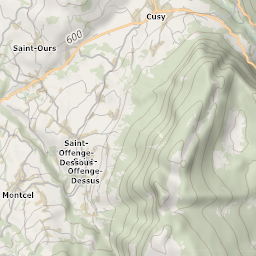 Cusy
600
Saint-Ours
Saint-
Offenge-
Dessous-
Offenge-
Dessus
Montcel